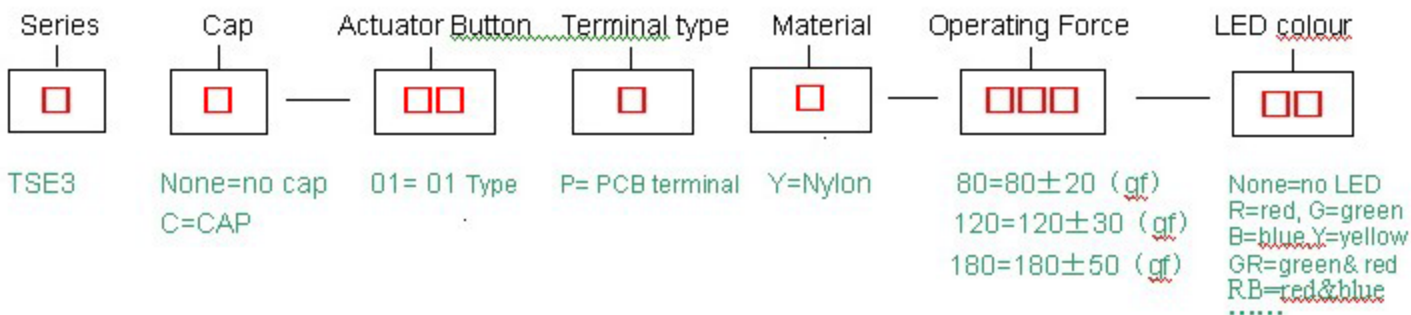 Series Cap Actuator Button Terminal type Material Operating Force LED colour
TSE3 None=no cap 01= 01 Type P= PCB terminal Y=Nylon 80=80±20（gf） None=no LED
C=CAP 120=120±30（gf） R=red, G=green
B=blue,Y=yellow
180=180±50（gf） GR=green& red
RB=red&blue
······